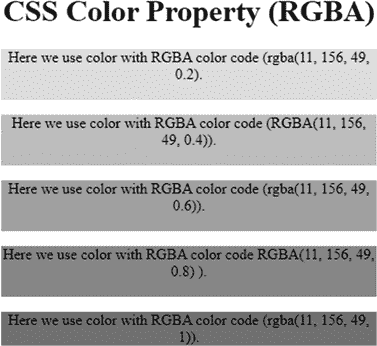 CSS Color Property (RGBA)
Here we use color with RGBA color code (rgba(11, 156, 49,
0.2).
Here we use color with RGBA color code (RGBA(11, 156,
49, 0.4)).
Here we use color with RGBA color code (rgba(11, 156, 49,
0.6)).
Here we use color with RGBA color code RGBA(11, 156, 49,
0.8) ).
Here we use color with RGBA color code (rgba(11, 156, 49,
1)).